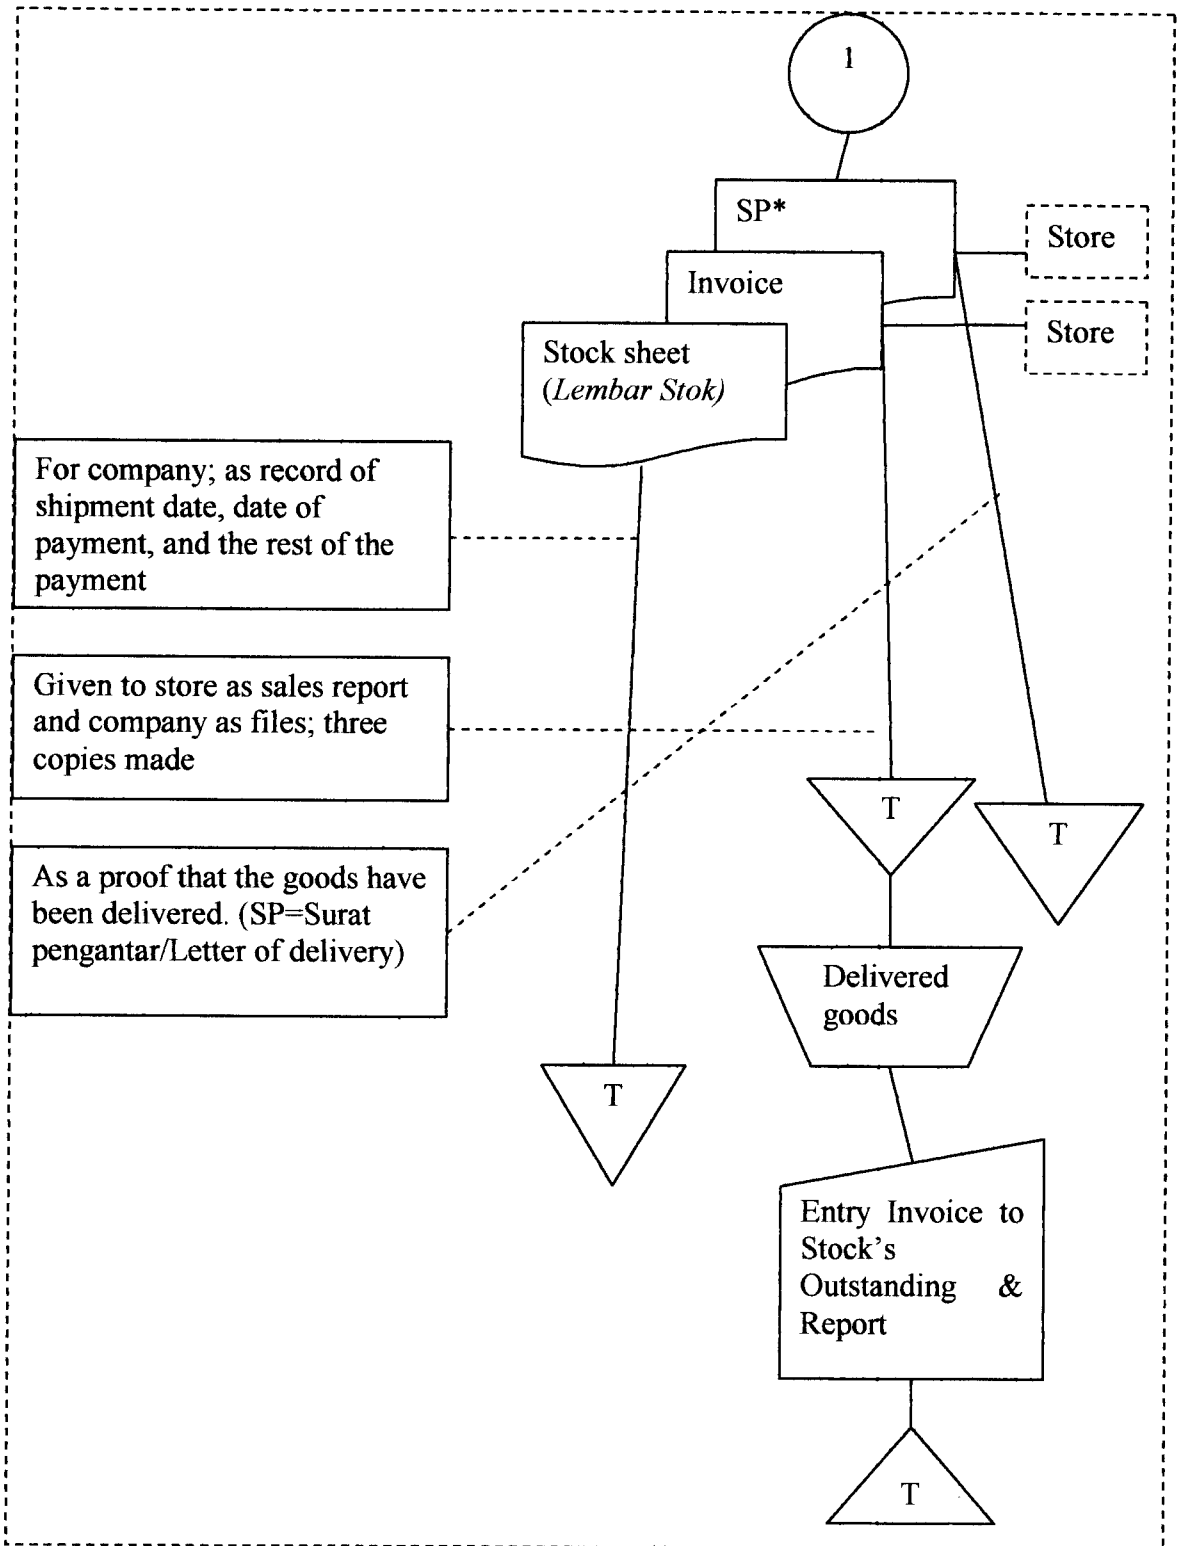 1
SP*
Store
Invoice
Store
Stock sheet
(Lembar Stok)
For company; as record of
shipment date, date of
payment, and the rest of the
payment
Given to store as sales report
and company as files; three
copies made
T
T
As a proof that the goods have
been delivered. (SP=Surat
pengantar/Letter of delivery)
Delivered
goods
T
Entry Invoice to
Stock's
Outstanding &
Report
T